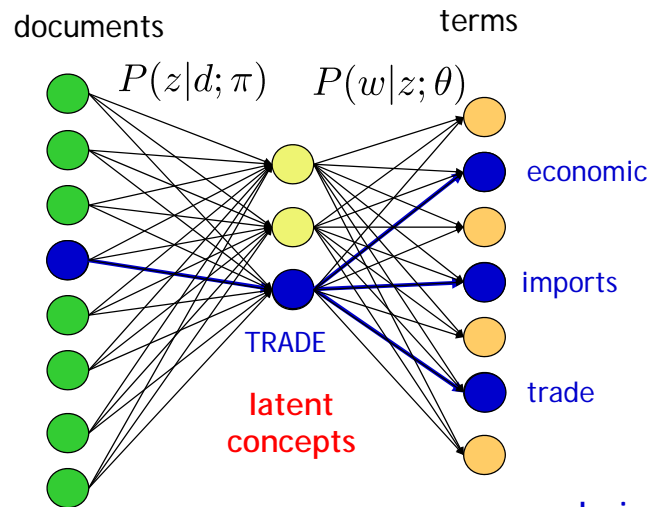 documents
terms
P(z|d; π)
P(w|z; θ)
economic
imports
TRADE
trade
latent
concepts